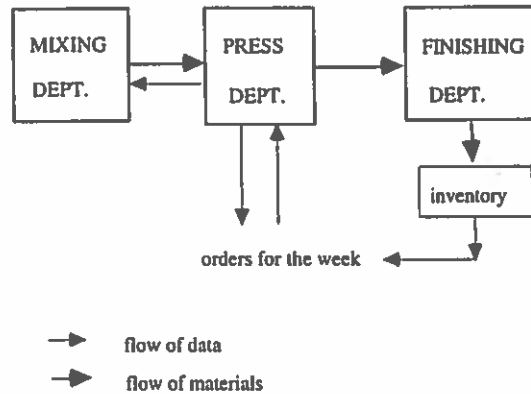 MIXING
DEPT.
PRESS
DEPT.
FINISHING
DEPT.
inventory
orders for the week
flow of data
flow of materials